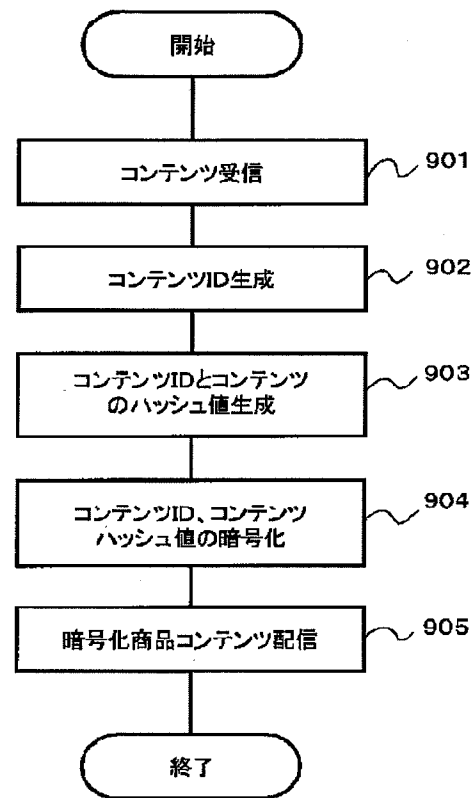 開始
コンテンツ受信
901
コンテンツID生成
902
コンテンツIDとコンテンツ
のハッシュ値生成
903
コンテンツID、コンテンツ
ハッシュ値の暗号化
904
暗号化商品コンテンツ配信
905
終了